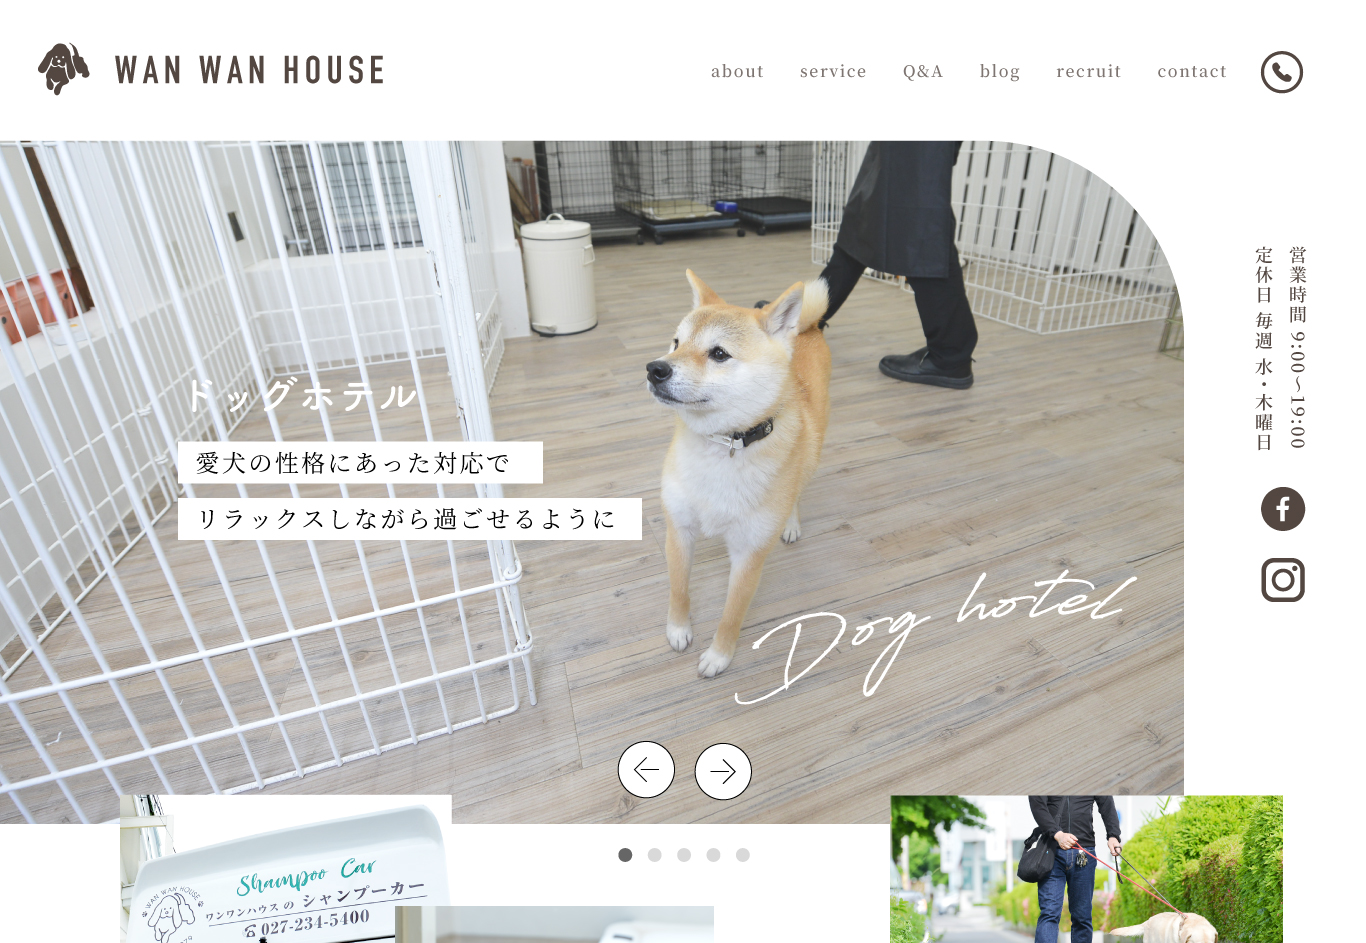 WAN WAN HOUSE
about
service
Q&A
blog
recruit
contact
営業時間 9:00〜19:00
定休日 毎週 水・木曜日
ドッグホテル
愛犬の性格にあった対応で
リラックスしながら過ごせるように
Dog hotel
Shampoo Car
WAN WAN HOUSE
ワンワンハウス の シャンプーカー
027-234-5400